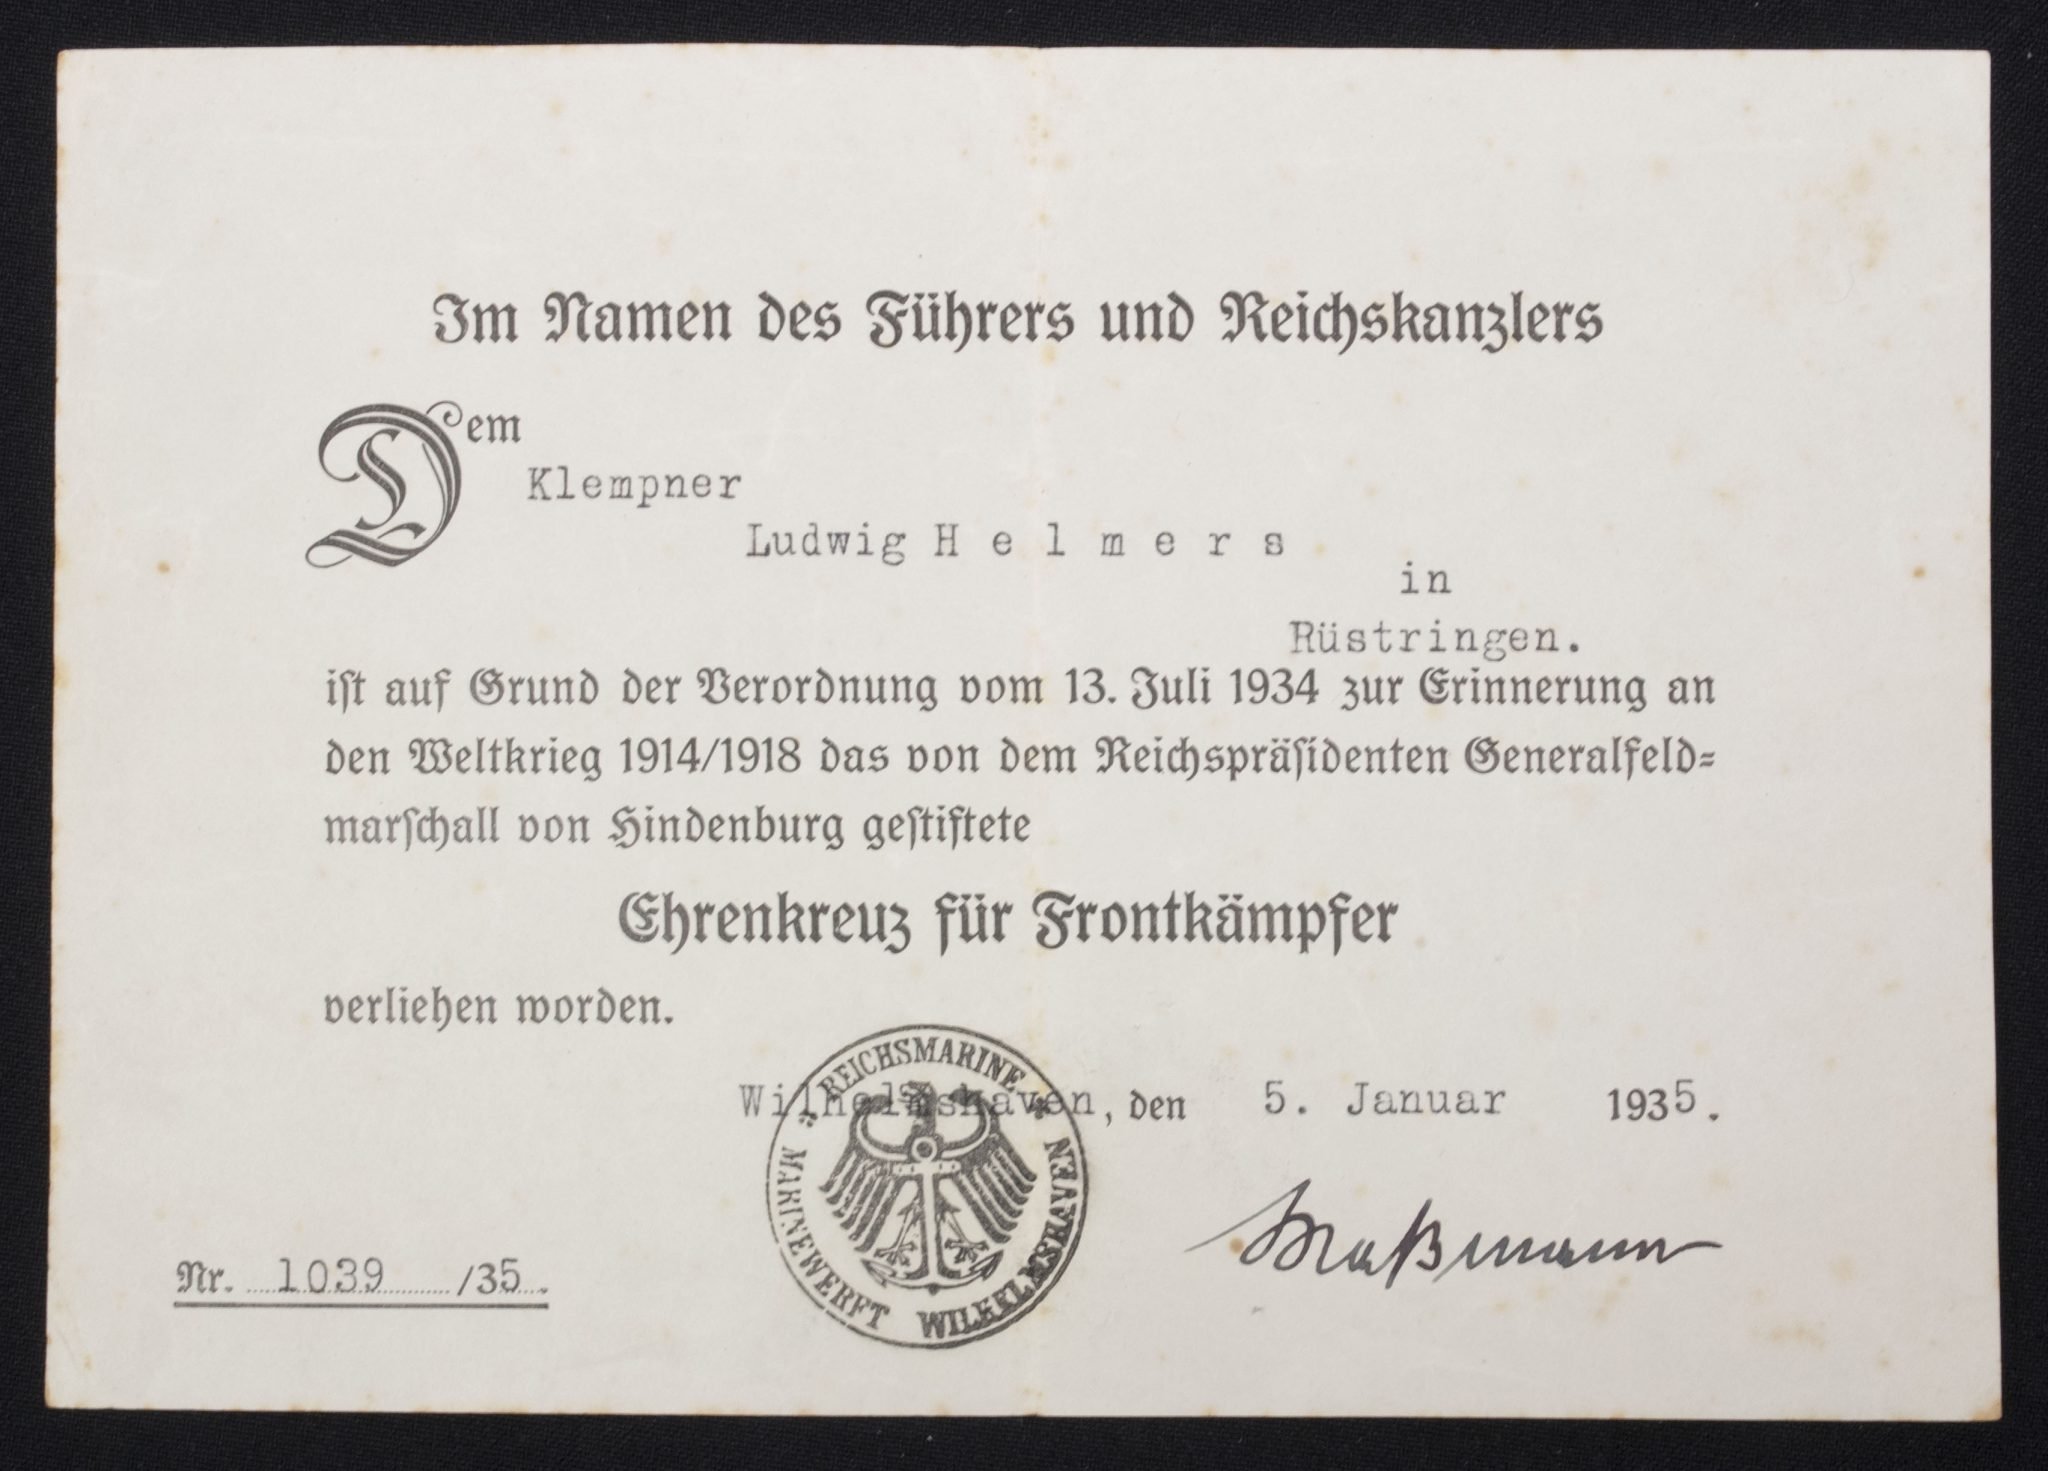 Im Namen des Führers und Reichskanzlers
Dem
Klempner
Ludwig Helmers
in
Rüstringen.
iſt auf Grund der Verordnung vom 13. Juli 1934 zur Erinnerung an
den Weltkrieg 1914/1918 das von dem Reichspräſidenten Generalfeld=
marſchall von Hindenburg geſtiftete
Ehrenkreuz für Frontkämpfer
verliehen worden.
Wilhelmshaven, den 5. Januar 1935.
REICHSMARINE
MARINEWERFT WILHELMSHAVEN
Maßmann
Nr. 1039 /35.